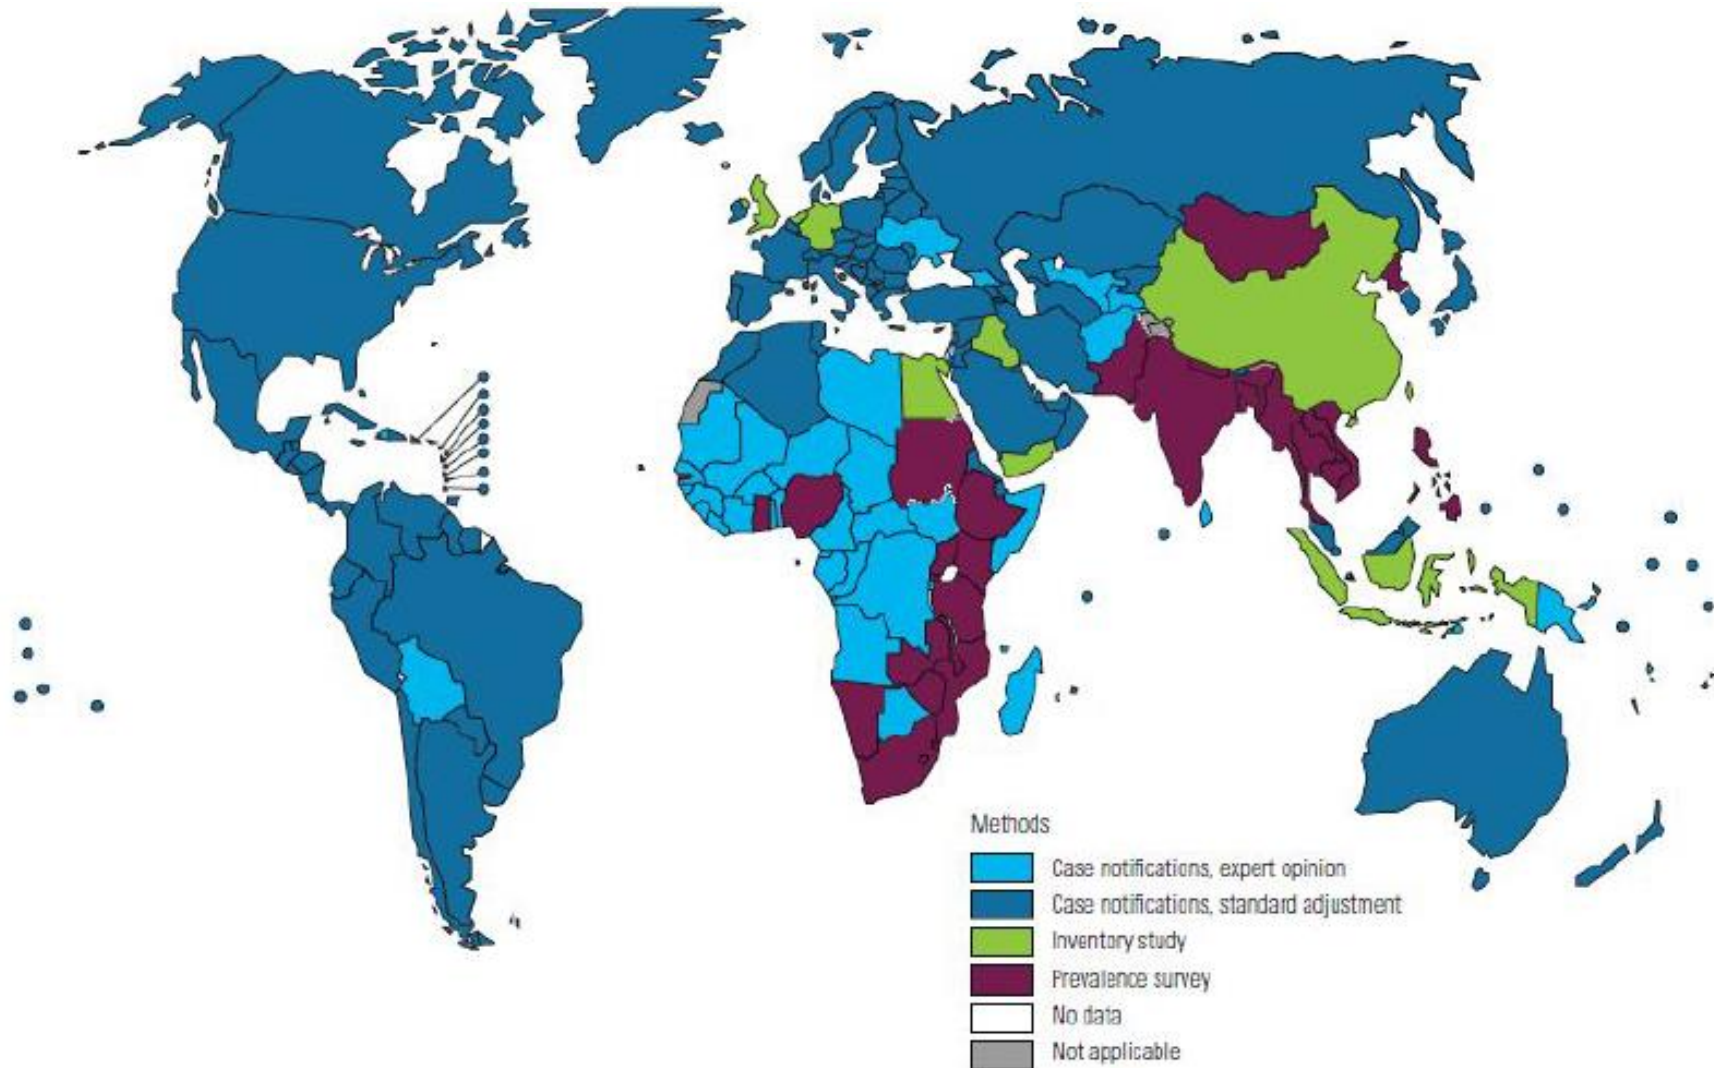 Methods
Case notifications, expert opinion
Case notifications, standard adjustment
Inventory study
Prevalence survey
No data
Not applicable